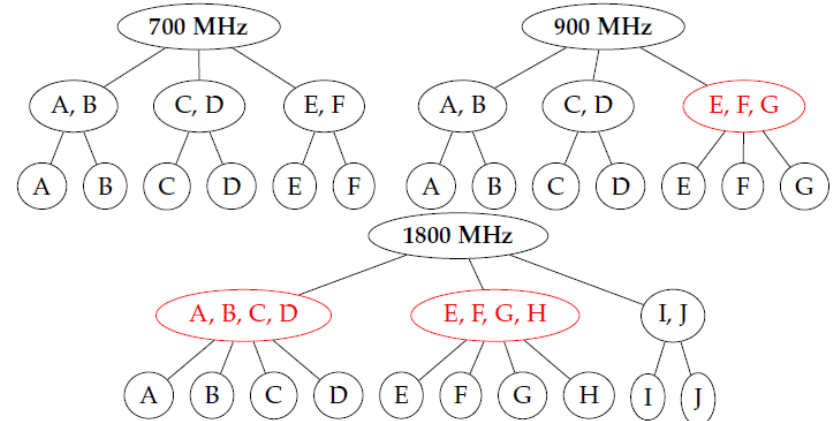 700 MHz 900 MHz
A, B C, D E, F A, B C, D E, F, G
A B C D E F A B C D E F G
1800 MHz
A, B, C, D E, F, G, H I, J
A B C D E F G H I J